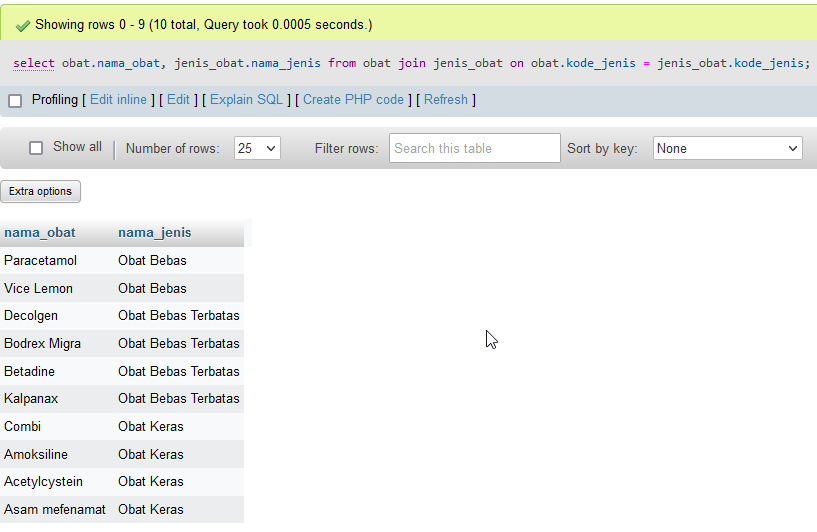 Showing rows 0 - 9 (10 total, Query took 0.0005 seconds.)
select obat.nama_obat, jenis_obat.nama_jenis from obat join jenis_obat on obat.kode_jenis = jenis_obat.kode_jenis;
Profiling [ Edit inline ] [ Edit ] [ Explain SQL ] [ Create PHP code ] [ Refresh ]
Show all | Number of rows: 25 Filter rows: Search this table Sort by key: None
Extra options
nama_obat nama_jenis
Paracetamol Obat Bebas
Vice Lemon Obat Bebas
Decolgen Obat Bebas Terbatas
Bodrex Migra Obat Bebas Terbatas
Betadine Obat Bebas Terbatas
Kalpanax Obat Bebas Terbatas
Combi Obat Keras
Amoksiline Obat Keras
Acetylcystein Obat Keras
Asam mefenamat Obat Keras